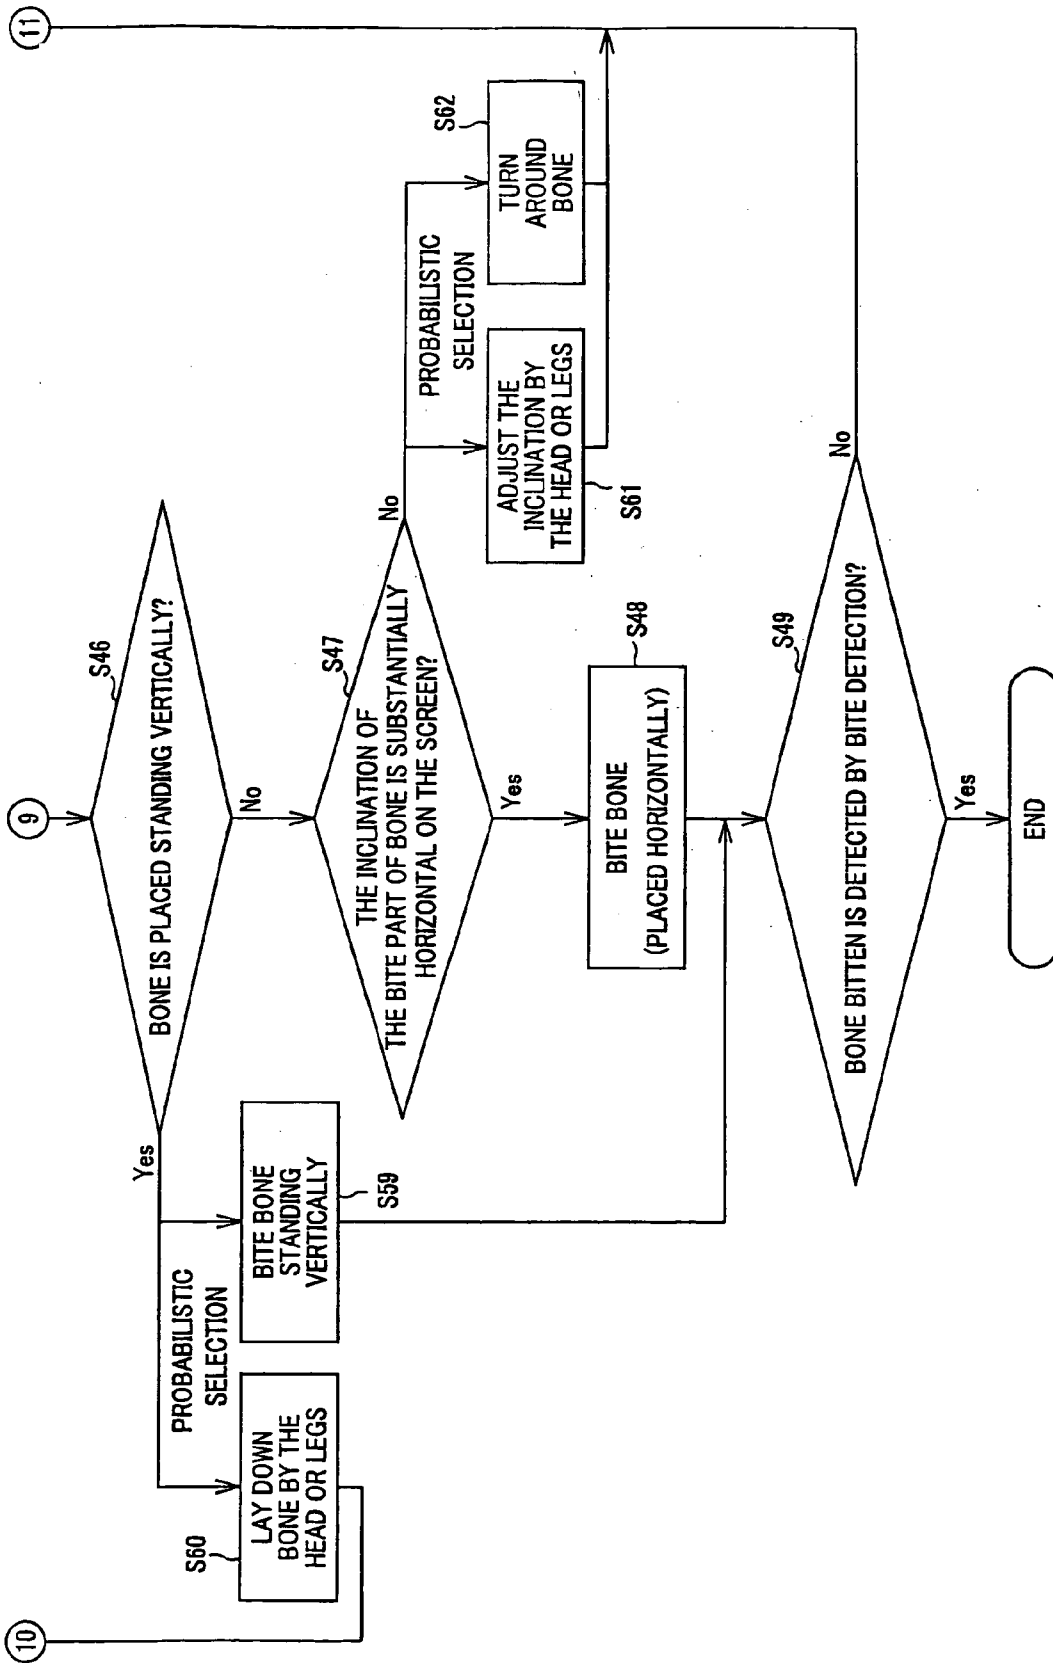 10
9
11
S46
BONE IS PLACED STANDING VERTICALLY?
Yes
No
PROBABILISTIC
SELECTION
S60
LAY DOWN
BONE BY THE
HEAD OR LEGS
BITE BONE
STANDING
VERTICALLY
S59
S47
THE INCLINATION OF
THE BITE PART OF BONE IS SUBSTANTIALLY
HORIZONTAL ON THE SCREEN?
No
Yes
PROBABILISTIC
SELECTION
ADJUST THE
INCLINATION BY
THE HEAD OR LEGS
S61
S62
TURN
AROUND
BONE
S48
BITE BONE
(PLACED HORIZONTALLY)
S49
BONE BITTEN IS DETECTED BY BITE DETECTION?
No
Yes
END